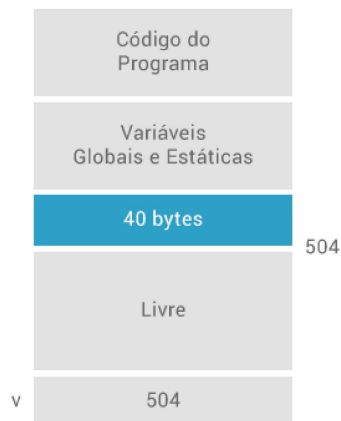 Código do
Programa
Variáveis
Globais e Estáticas
40 bytes
504
Livre
v
504